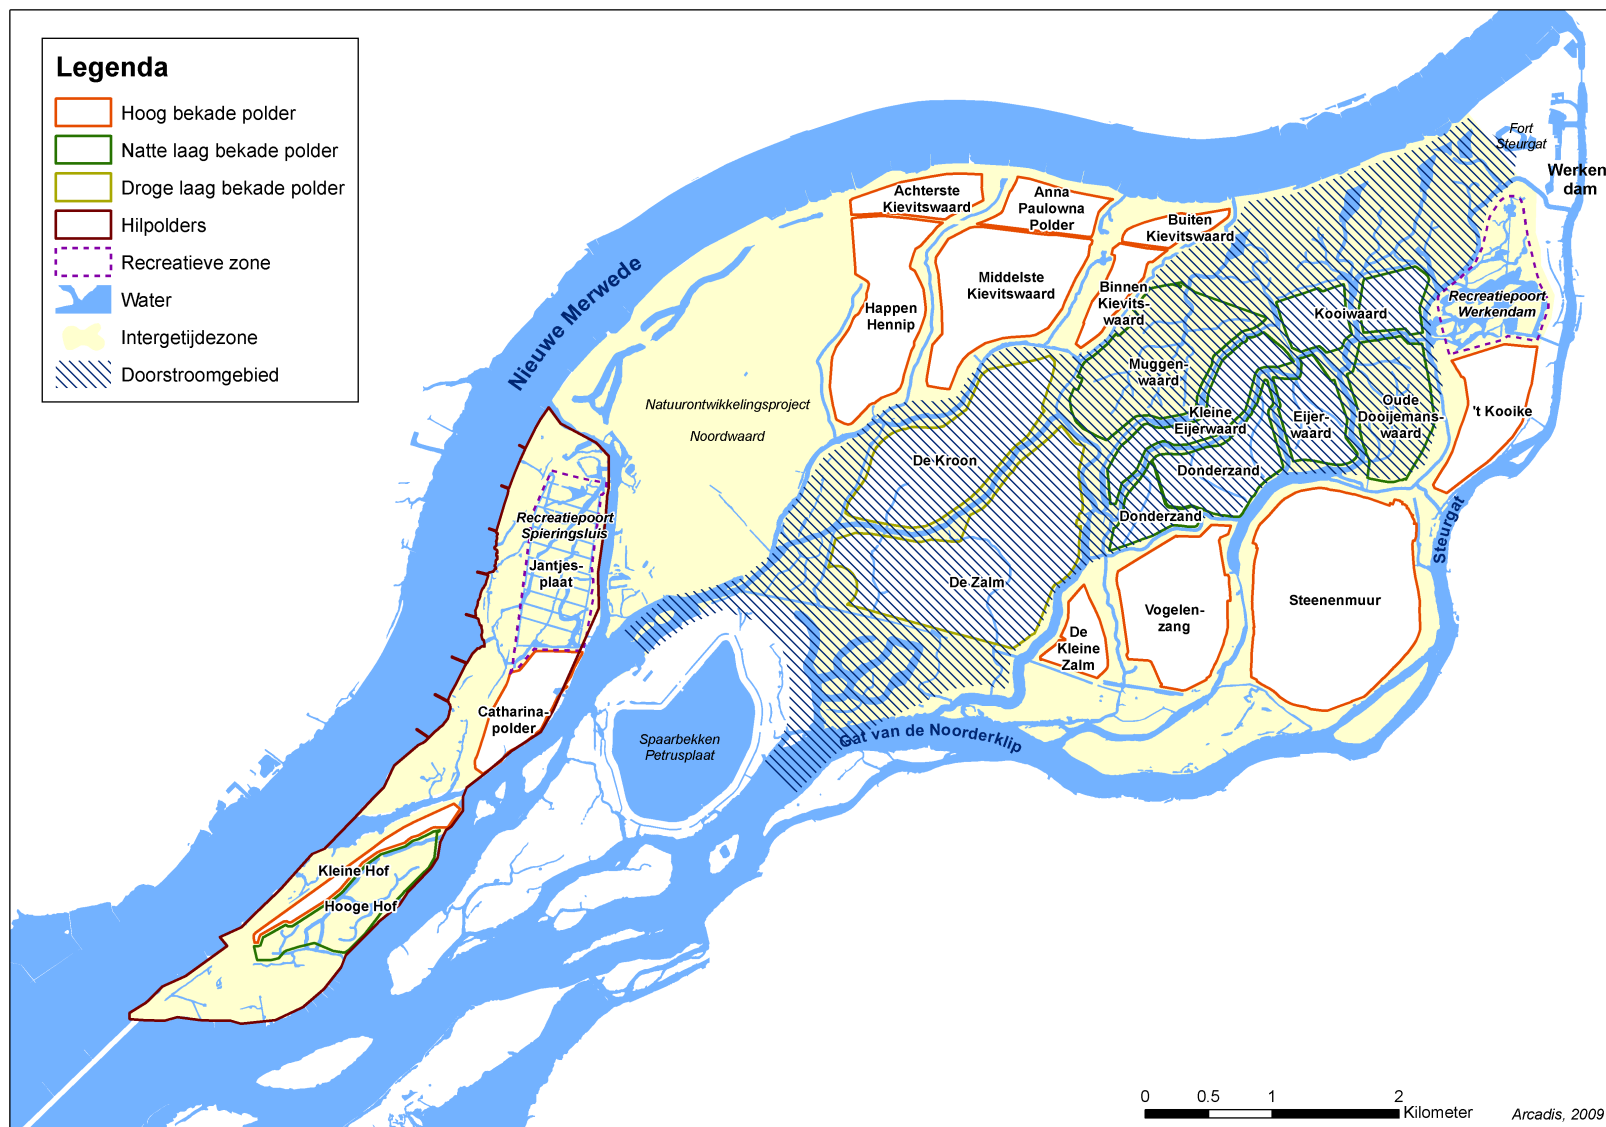 Legenda
Hoog bekade polder
Natte laag bekade polder
Droge laag bekade polder
Hilpolders
Recreatieve zone
Water
Intergetijdezone
Doorstroomgebied
Fort
Steurgat
Werken
dam
Achterste
Kievitswaard
Anna
Paulowna
Polder
Buiten
Kievitswaard
Middelste
Kievitswaard
Binnen
Kievits-
waard
Happen
Hennip
Kooiwaard
Recreatiepoort
Werkendam
Nieuwe Merwede
Muggen-
waard
Natuurontwikkelingsproject
Noordwaard
Kleine
Eijerwaard
Eijer-
waard
Oude
Dooijemans-
waard
't Kooike
De Kroon
Donderzand
Donderzand
Steurgat
Recreatiepoort
Spieringsluis
Jantjes-
plaat
De Zalm
De
Kleine
Zalm
Vogelen-
zang
Steenenmuur
Catharina-
polder
Spaarbekken
Petrusplaat
Gat van de Noorderklip
Kleine Hof
Hooge Hof
0 0.5 1 2
Kilometer
Arcadis, 2009